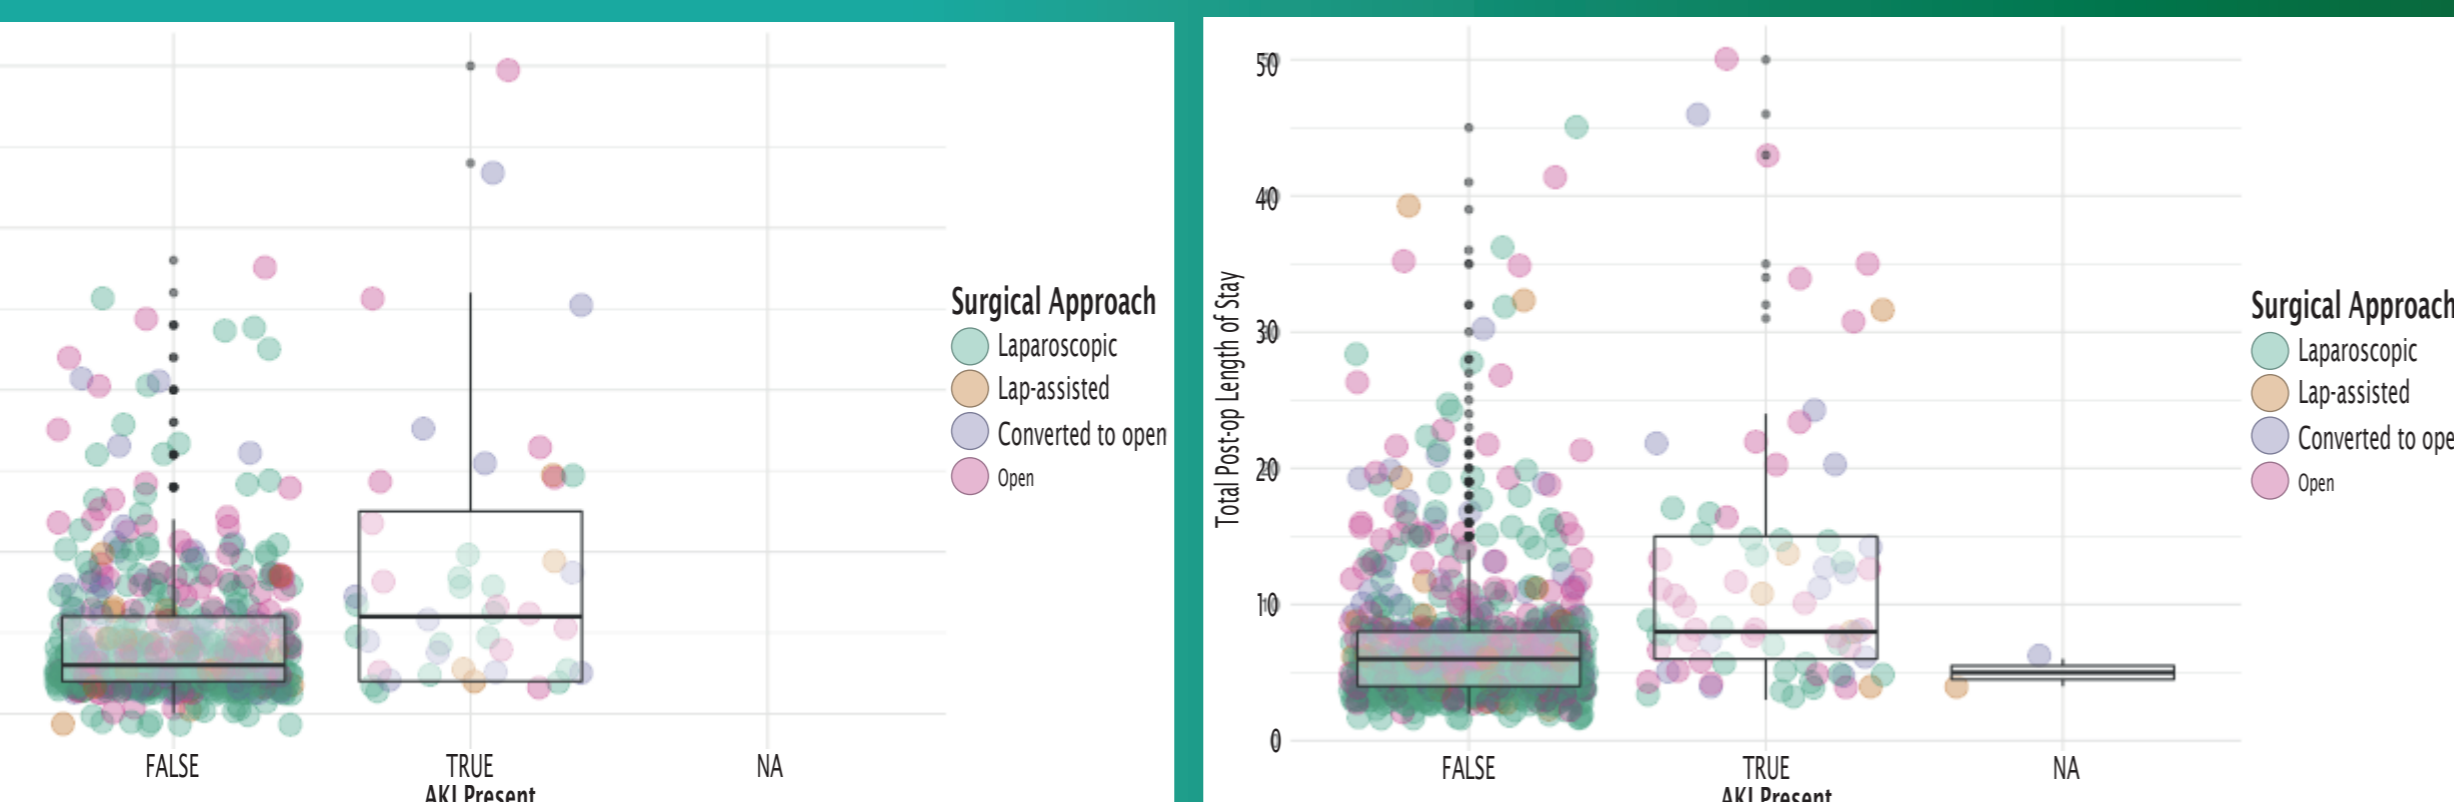 Surgical Approach
Laparoscopic
Lap-assisted
Converted to open
Open
FALSE
TRUE
NA
AKI Present
Total Post-op Length of Stay
50
40
30
20
10
0
Surgical Approach
Laparoscopic
Lap-assisted
Converted to ope
Open
FALSE
TRUE
NA
AKI Present